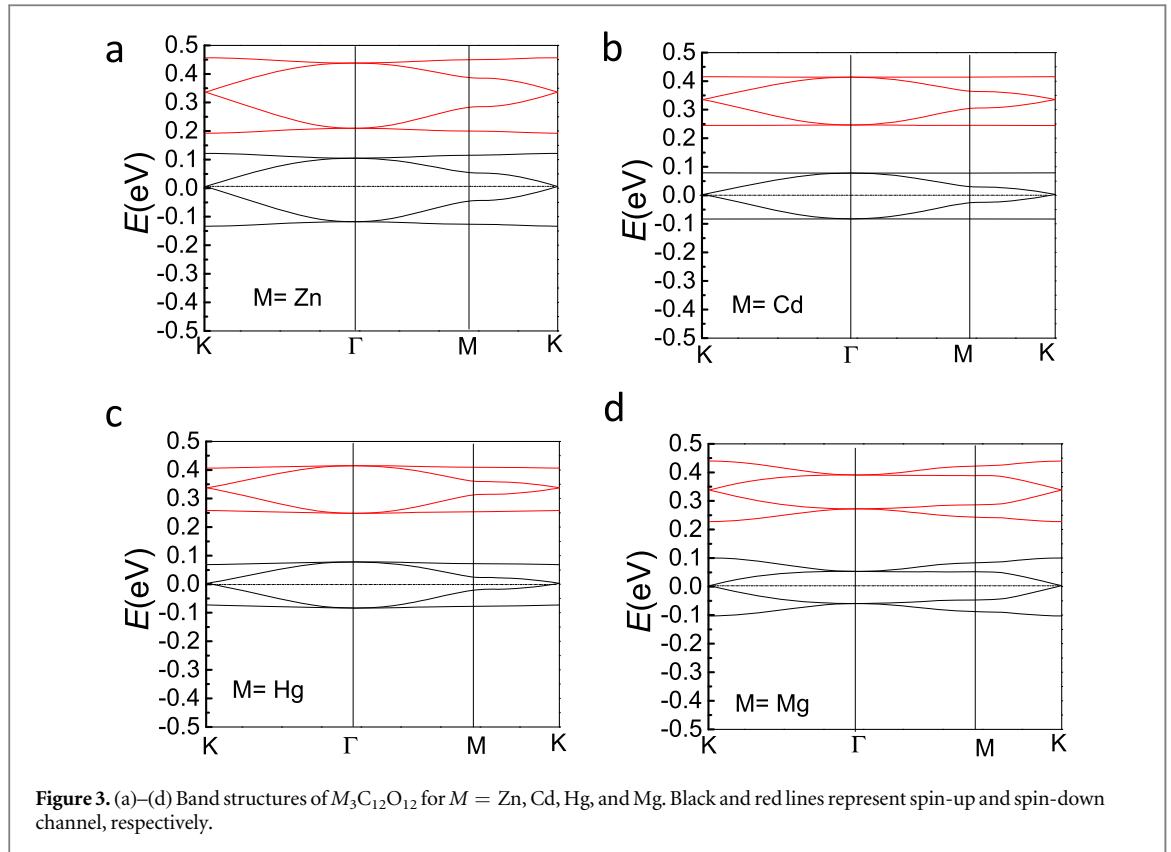 a
0.5
0.4
0.3
0.2
0.1
0.0
-0.1
-0.2
-0.3
-0.4
-0.5
E(eV)
M= Zn
K Γ M K
b
0.5
0.4
0.3
0.2
0.1
0.0
-0.1
-0.2
-0.3
-0.4
-0.5
E(eV)
M= Cd
K Γ M K
c
0.5
0.4
0.3
0.2
0.1
0.0
-0.1
-0.2
-0.3
-0.4
-0.5
E(eV)
M= Hg
K Γ M K
d
0.5
0.4
0.3
0.2
0.1
0.0
-0.1
-0.2
-0.3
-0.4
-0.5
E(eV)
M= Mg
K Γ M K
Figure 3. (a)–(d) Band structures of M₃C₁₂O₁₂ for M = Zn, Cd, Hg, and Mg. Black and red lines represent spin-up and spin-down
channel, respectively.